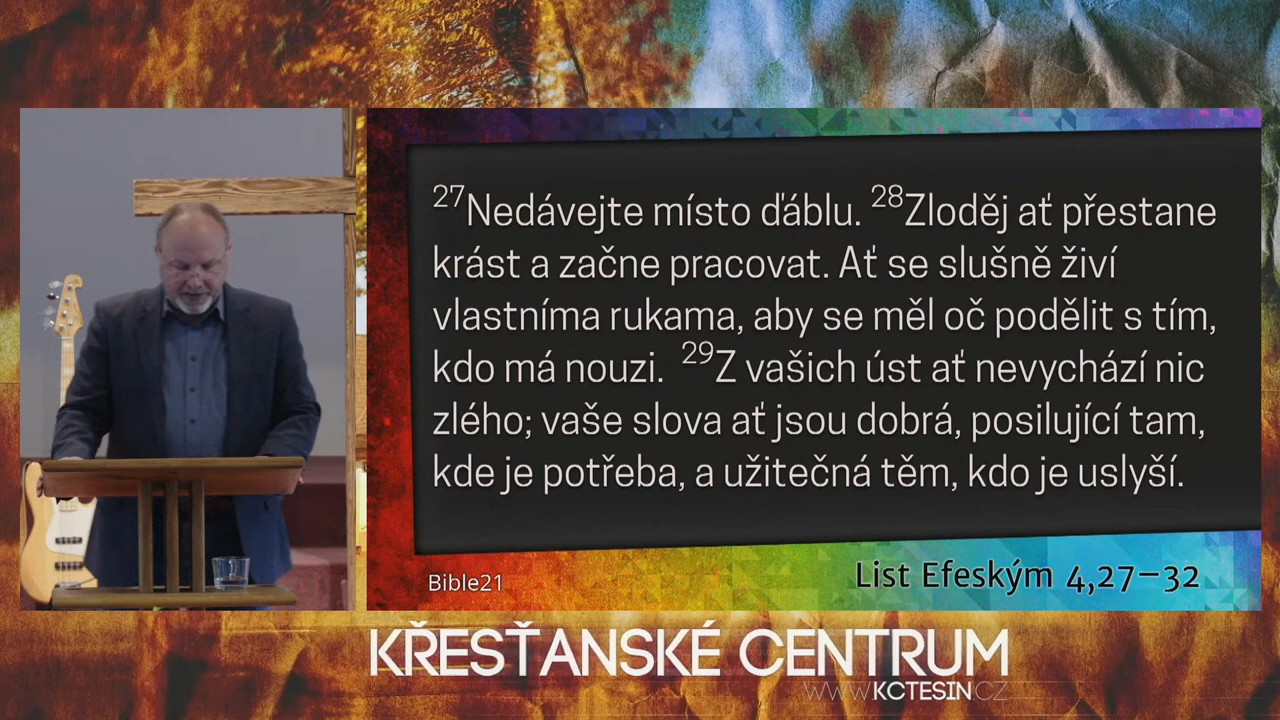 ²⁷Nedávejte místo ďáblu. ²⁸Zloděj ať přestane
krást a začne pracovat. Ať se slušně živí
vlastníma rukama, aby se měl oč podělit s tím,
kdo má nouzi. ²⁹Z vašich úst ať nevychází nic
zlého; vaše slova ať jsou dobrá, posilující tam,
kde je potřeba, a užitečná těm, kdo je uslyší.
Bible21
List Efeským 4,27–32
KŘESŤANSKÉ CENTRUM
WWW.KCTESIN.CZ